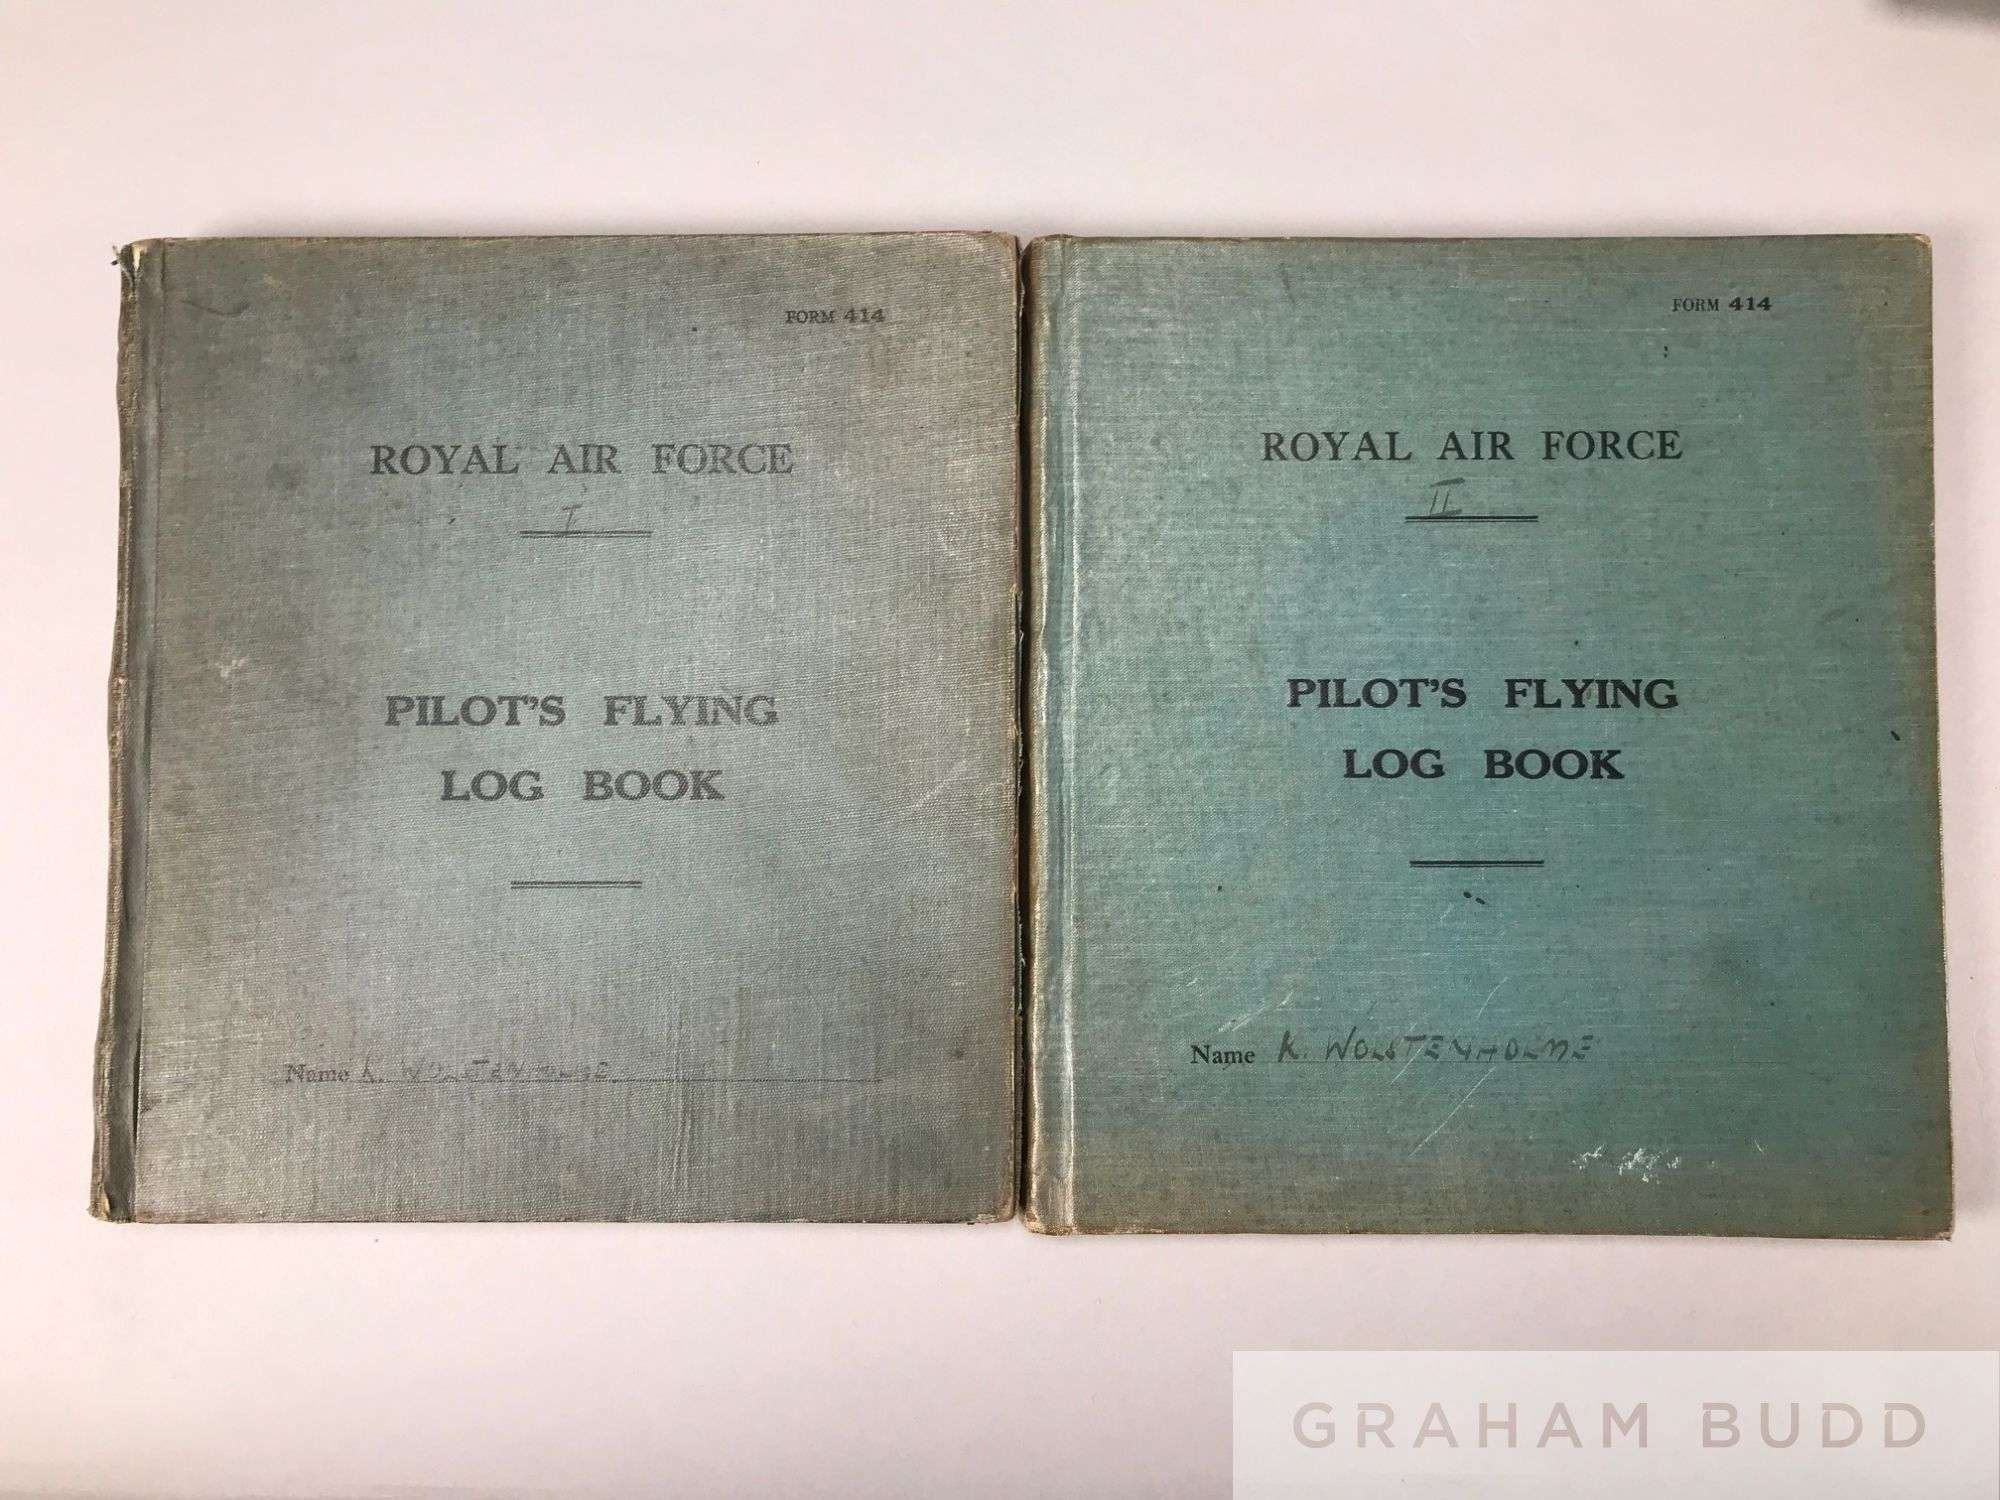 FORM 414
ROYAL AIR FORCE
I
PILOT'S FLYING
LOG BOOK
Name K. WOLSTENHOLME
FORM 414
ROYAL AIR FORCE
II
PILOT'S FLYING
LOG BOOK
Name K. WOLSTENHOLME
GRAHAM BUDD